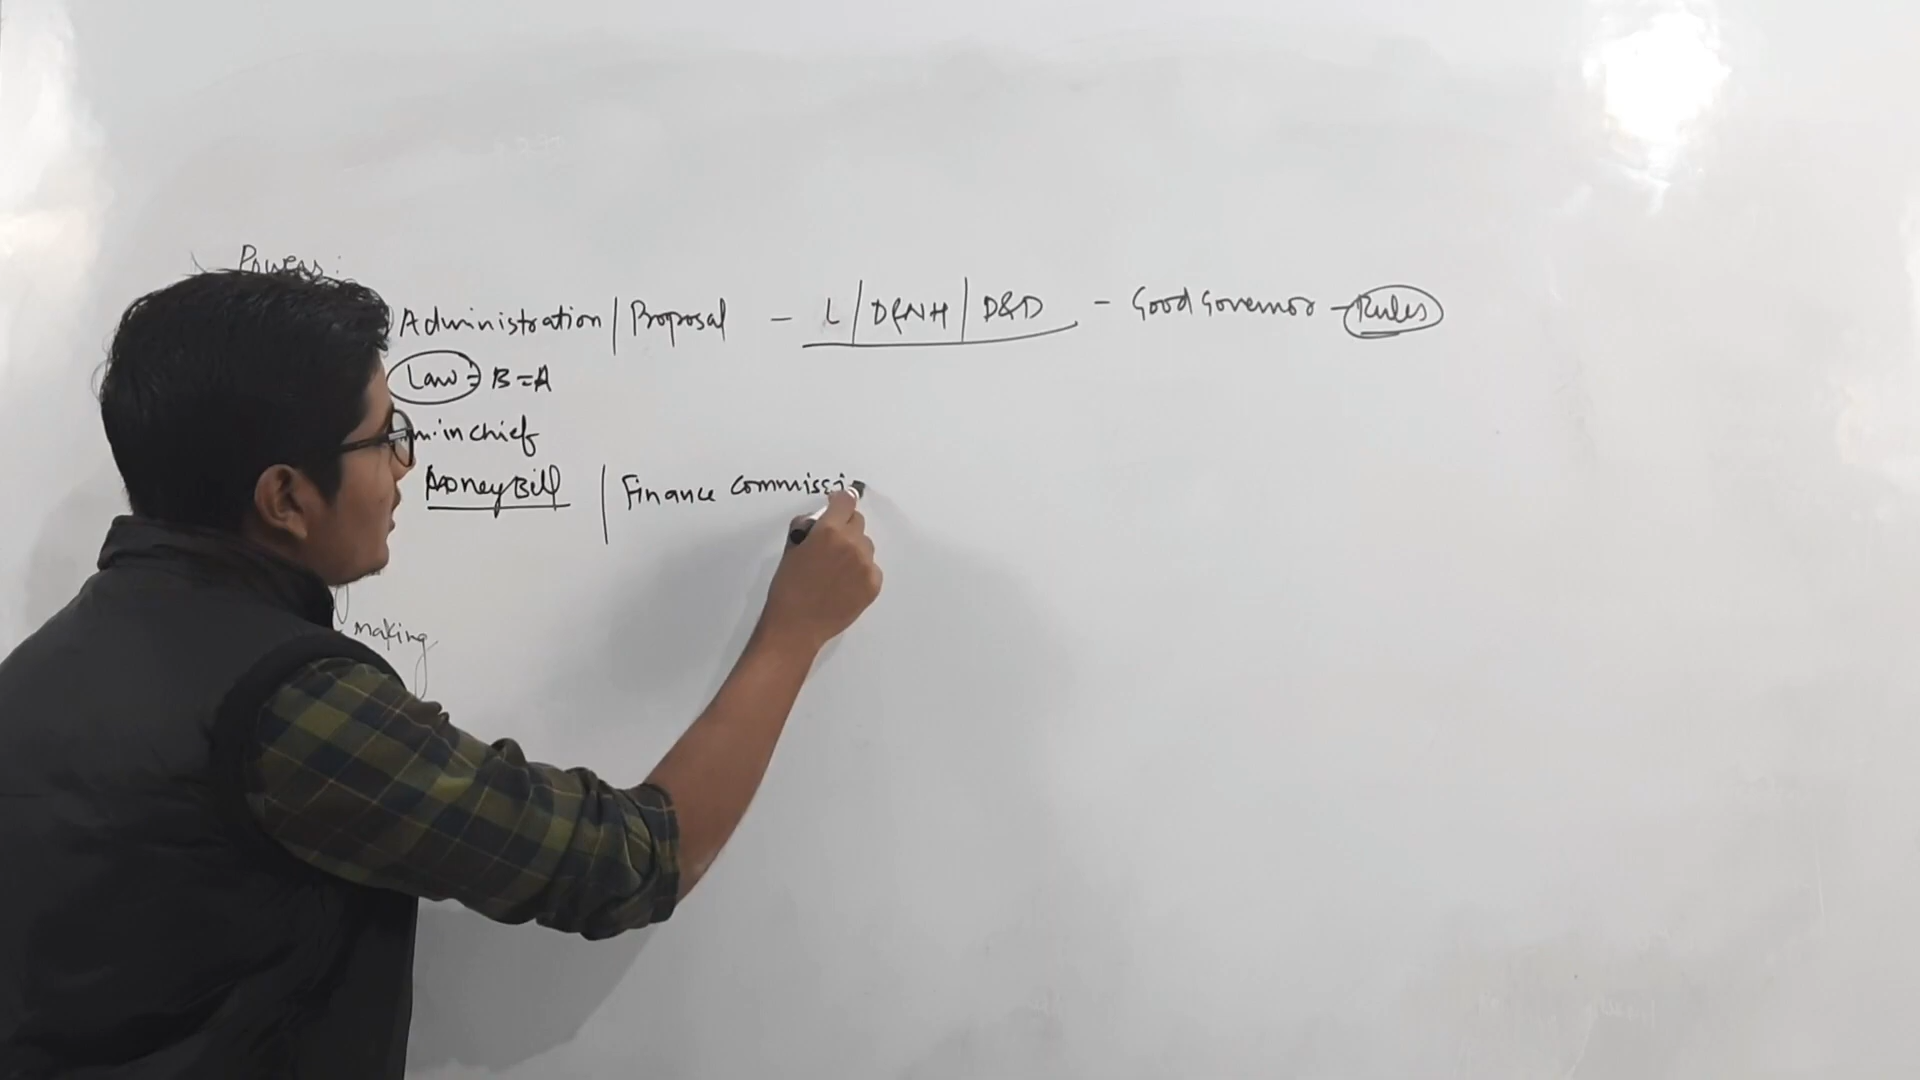 Powers:
Administration | Proposal - L | D&NH | D&D - Good Governor - Rules
Law = B = A
m. in chief
Money Bill | Finance Commissi
making